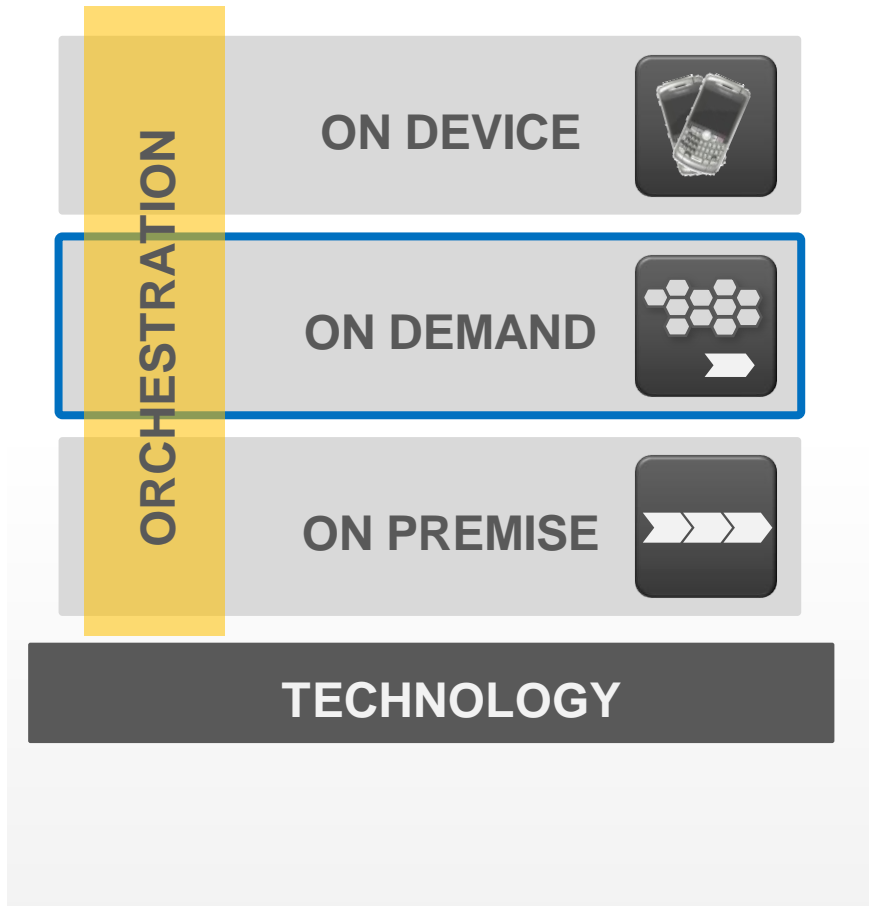 ORCHESTRATION
ON DEVICE
ON DEMAND
ON PREMISE
TECHNOLOGY